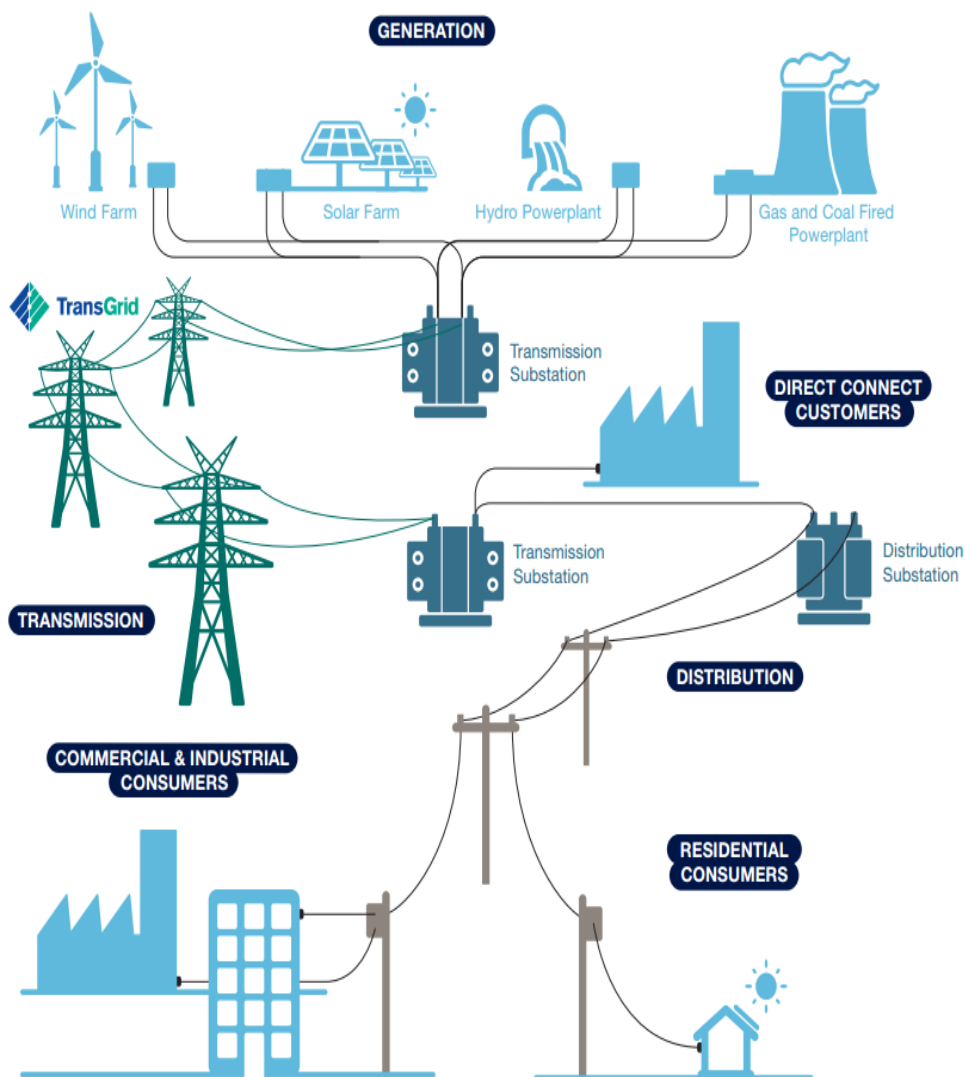 GENERATION
Wind Farm
Solar Farm
Hydro Powerplant
Gas and Coal Fired
Powerplant
TransGrid
Transmission
Substation
DIRECT CONNECT
CUSTOMERS
Transmission
Substation
Distribution
Substation
TRANSMISSION
DISTRIBUTION
COMMERCIAL & INDUSTRIAL
CONSUMERS
RESIDENTIAL
CONSUMERS